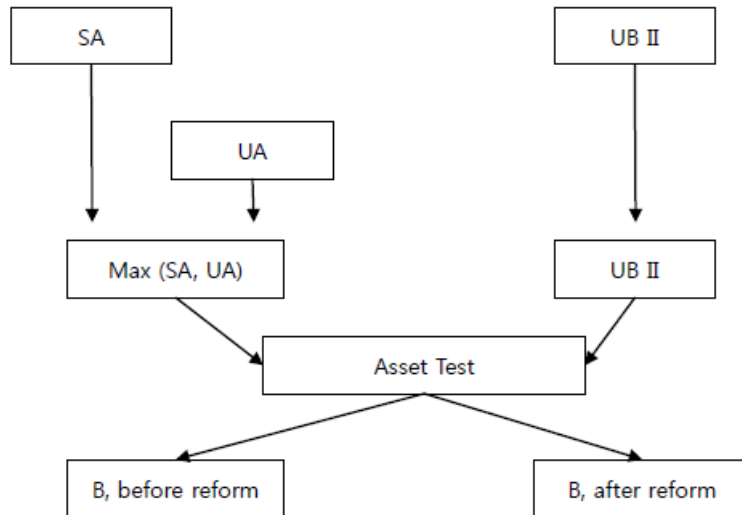 SA
UB II
UA
Max (SA, UA)
UB II
Asset Test
B, before reform
B, after reform